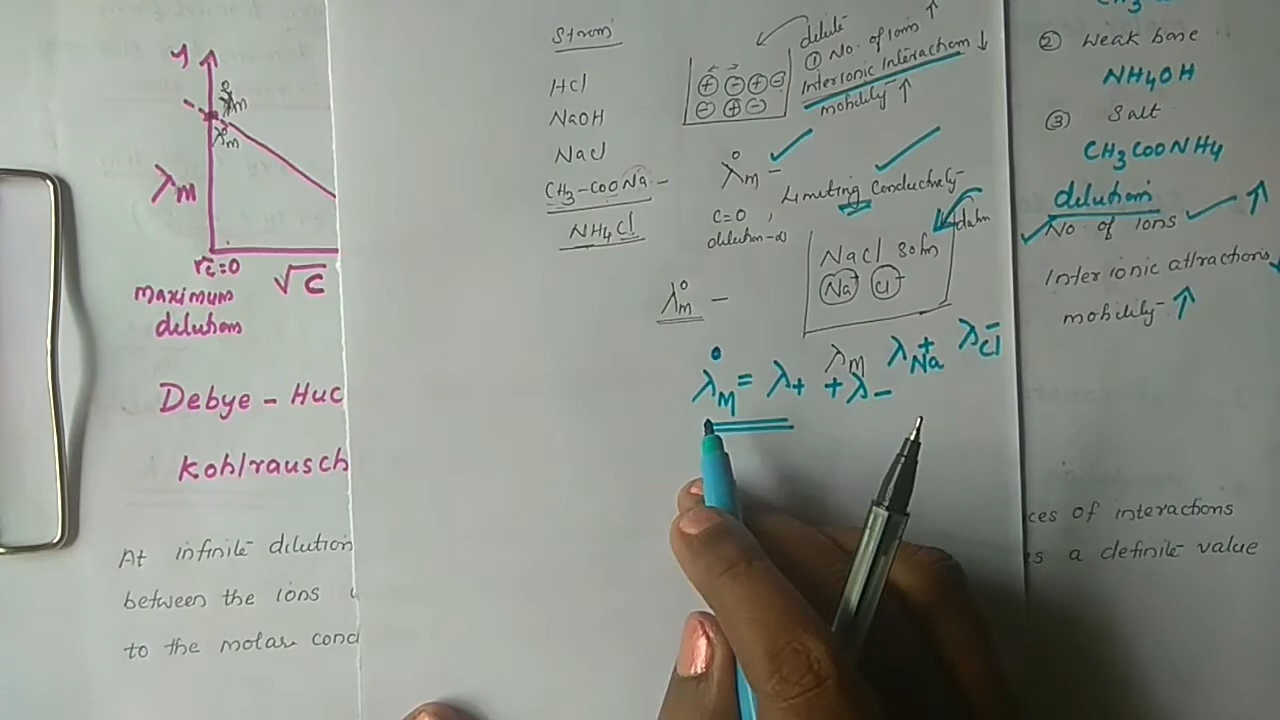 y
λ°m
λ°m
λm
√c=0
√C
maximum
dilution
Debye - Huc
Kohlrausch
At infinite dilution
between the ions
to the molar cond
Strong
HCl
NaOH
NaCl
CH3-COONa -
NH4Cl
dilute
① No. of ions ↑
Interionic interactions ↓
mobility ↑
+ - + -
- + -
λ°m -
Limiting Conductivity
c=0 ,
dilution-∞
λ°m -
NaCl Soln
Na+ Cl-
λm λ+Na λ-Cl
λ°m = λ+ + λ-
② Weak base
NH4OH
③ Salt
CH3COONH4
dilution
No. of Ions ↑
Inter ionic attractions ↓
mobility ↑
ces of interactions
s a definite value